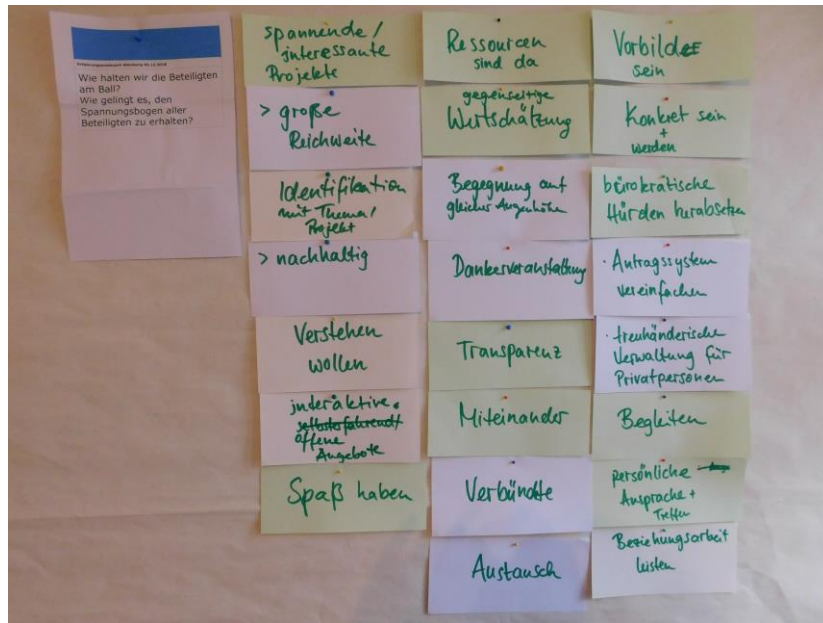 Wie halten wir die Beteiligten
am Ball?
Wie gelingt es, den
Spannungsbogen aller
Beteiligten zu erhalten?
spannende/
interessante
Projekte
> große
Reichweite
Identifikation
mit Thema/
Projekt
> nachhaltig
Verstehen
wollen
interaktive
offene
Angebote
Spaß haben
Ressourcen
sind da
gegenseitige
Wertschätzung
Begegnung auf
gleicher Augenhöhe
Dankesveranstaltung
Transparenz
Miteinander
Verbündte
Austausch
Vorbilder
sein
Konkret sein
+
werden
bürokratische
Hürden herabsetzen
· Antragssystem
vereinfachen
· treuhänderische
Verwaltung für
Privatpersonen
Begleiten
persönliche
Ansprache +
Treffen
Beziehungsarbeit
leisten